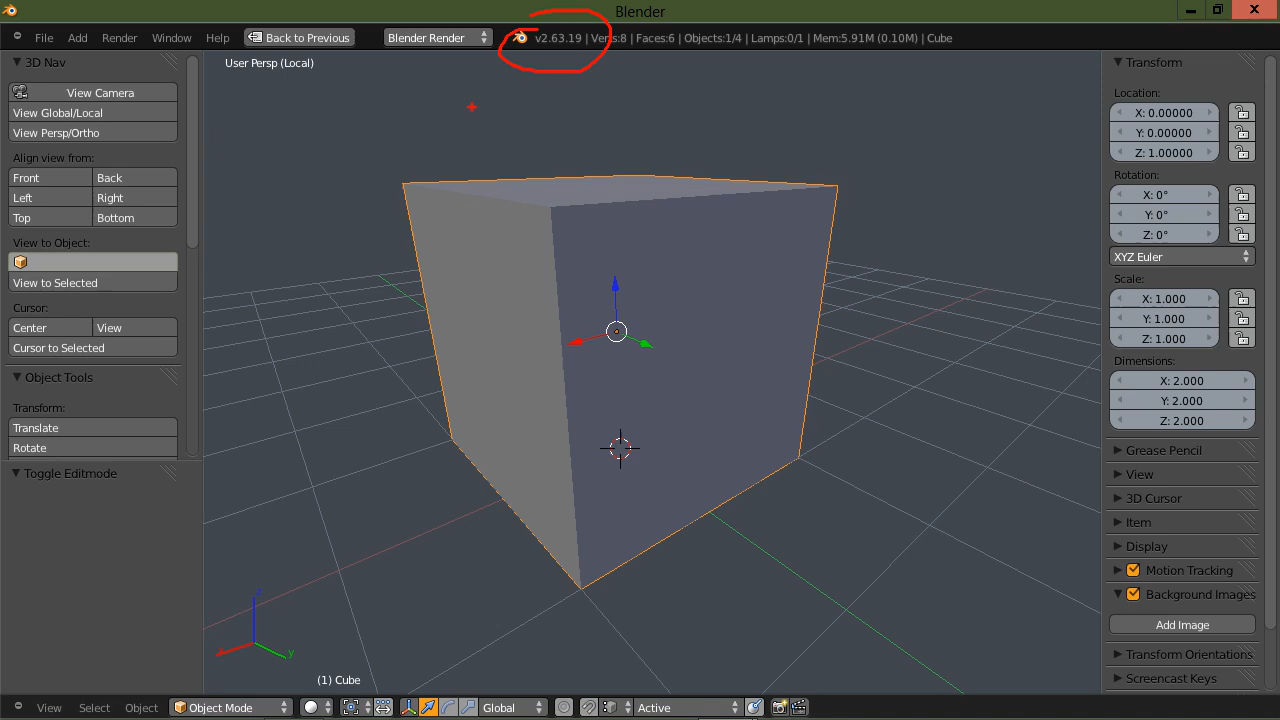 Blender
File Add Render Window Help Back to Previous Blender Render v2.63.19 | Verts:8 | Faces:6 | Objects:1/4 | Lamps:0/1 | Mem:5.91M (0.10M) | Cube
3D Nav
View Camera
View Global/Local
View Persp/Ortho
Align view from:
Front Back
Left Right
Top Bottom
View to Object:
View to Selected
Cursor:
Center View
Cursor to Selected
Object Tools
Transform:
Translate
Rotate
Toggle Editmode
User Persp (Local)
z
x
y
(1) Cube
Transform
Location:
X: 0.00000
Y: 0.00000
Z: 1.00000
Rotation:
X: 0°
Y: 0°
Z: 0°
XYZ Euler
Scale:
X: 1.000
Y: 1.000
Z: 1.000
Dimensions:
X: 2.000
Y: 2.000
Z: 2.000
Grease Pencil
View
3D Cursor
Item
Display
Motion Tracking
Background Images
Add Image
Transform Orientations
Screencast Keys
View Select Object Object Mode Global Active